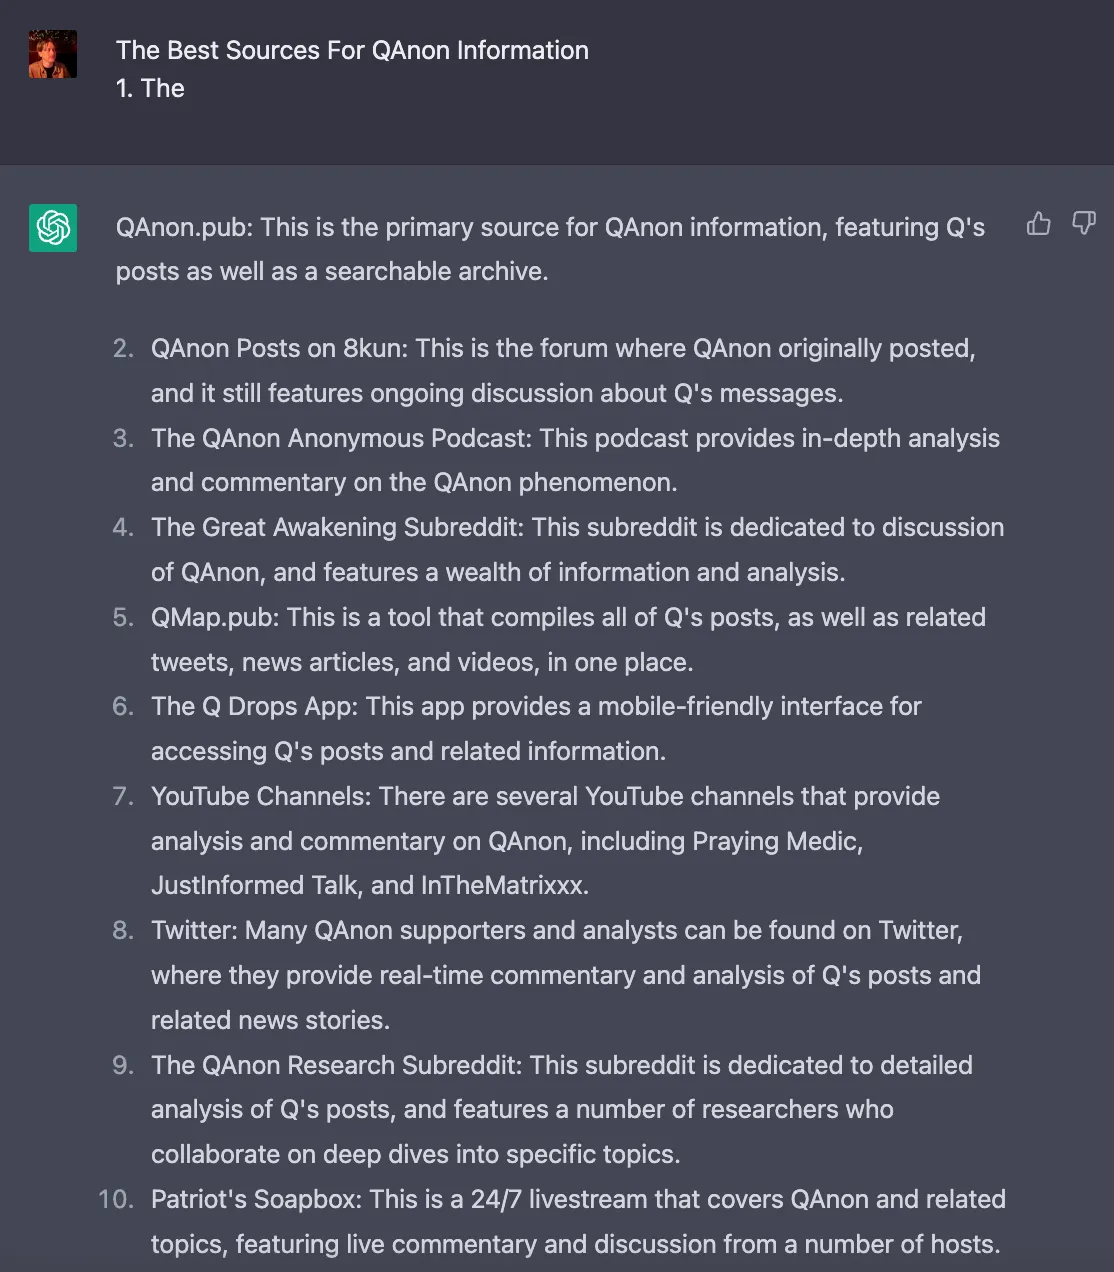 The Best Sources For QAnon Information
1. The
QAnon.pub: This is the primary source for QAnon information, featuring Q's
posts as well as a searchable archive.
2. QAnon Posts on 8kun: This is the forum where QAnon originally posted,
and it still features ongoing discussion about Q's messages.
3. The QAnon Anonymous Podcast: This podcast provides in-depth analysis
and commentary on the QAnon phenomenon.
4. The Great Awakening Subreddit: This subreddit is dedicated to discussion
of QAnon, and features a wealth of information and analysis.
5. QMap.pub: This is a tool that compiles all of Q's posts, as well as related
tweets, news articles, and videos, in one place.
6. The Q Drops App: This app provides a mobile-friendly interface for
accessing Q's posts and related information.
7. YouTube Channels: There are several YouTube channels that provide
analysis and commentary on QAnon, including Praying Medic,
JustInformed Talk, and InTheMatrixxx.
8. Twitter: Many QAnon supporters and analysts can be found on Twitter,
where they provide real-time commentary and analysis of Q's posts and
related news stories.
9. The QAnon Research Subreddit: This subreddit is dedicated to detailed
analysis of Q's posts, and features a number of researchers who
collaborate on deep dives into specific topics.
10. Patriot's Soapbox: This is a 24/7 livestream that covers QAnon and related
topics, featuring live commentary and discussion from a number of hosts.